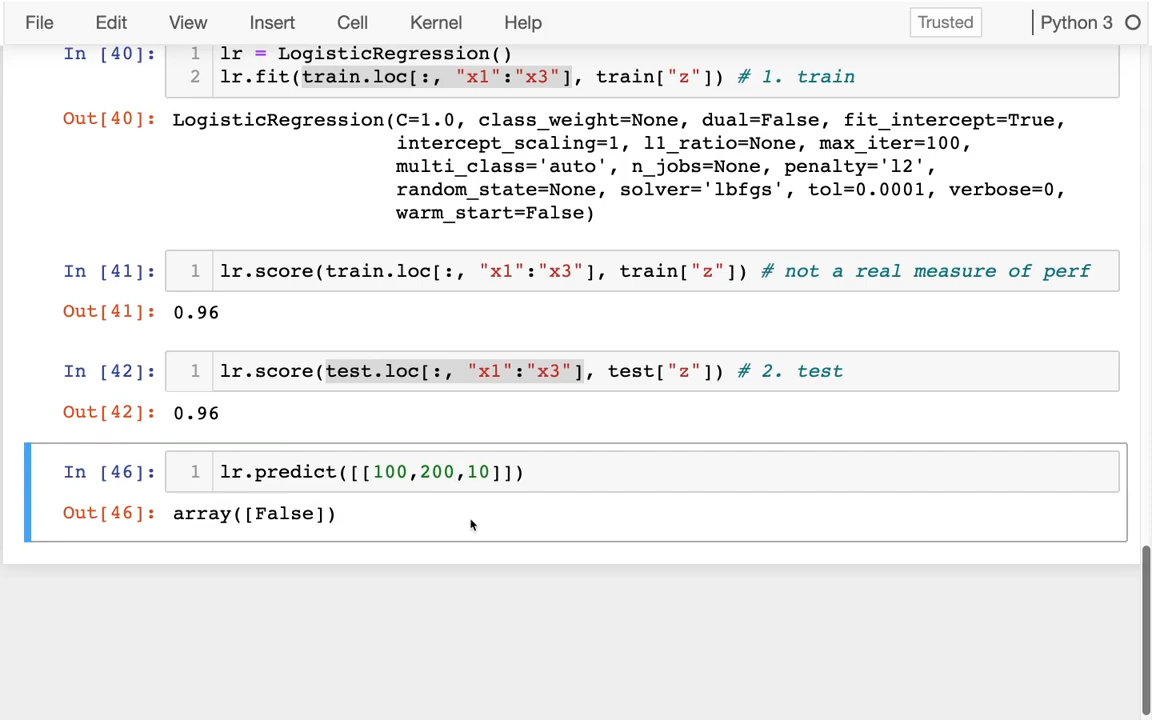 File Edit View Insert Cell Kernel Help Trusted Python 3
In [40]: 1 lr = LogisticRegression()
2 lr.fit(train.loc[:, "x1":"x3"], train["z"]) # 1. train
Out[40]: LogisticRegression(C=1.0, class_weight=None, dual=False, fit_intercept=True,
intercept_scaling=1, l1_ratio=None, max_iter=100,
multi_class='auto', n_jobs=None, penalty='l2',
random_state=None, solver='lbfgs', tol=0.0001, verbose=0,
warm_start=False)
In [41]: 1 lr.score(train.loc[:, "x1":"x3"], train["z"]) # not a real measure of perf
Out[41]: 0.96
In [42]: 1 lr.score(test.loc[:, "x1":"x3"], test["z"]) # 2. test
Out[42]: 0.96
In [46]: 1 lr.predict([[100,200,10]])
Out[46]: array([False])